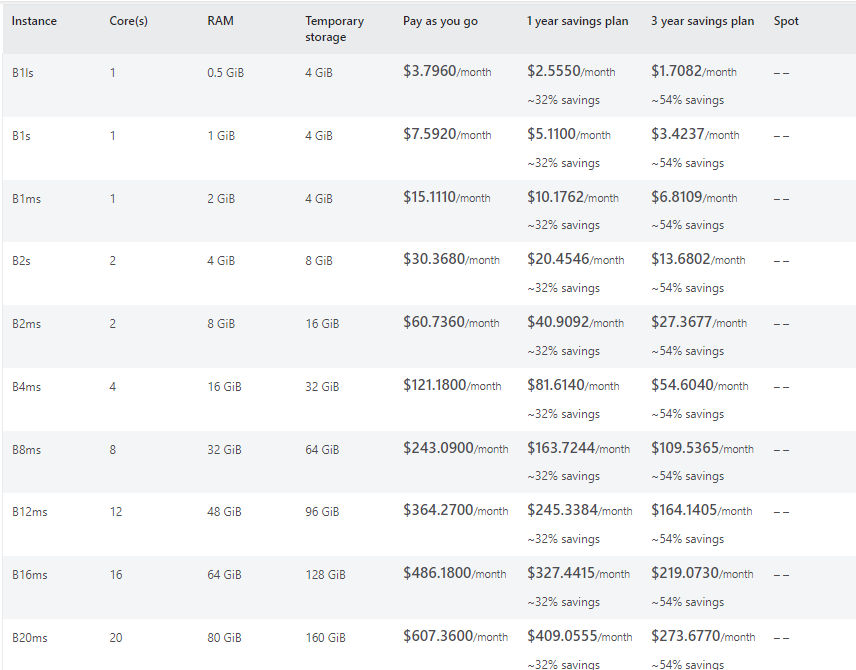 Instance Core(s) RAM Temporary storage Pay as you go 1 year savings plan 3 year savings plan Spot
B1ls 1 0.5 GiB 4 GiB $3.7960/month $2.5550/month $1.7082/month – –
~32% savings ~54% savings
B1s 1 1 GiB 4 GiB $7.5920/month $5.1100/month $3.4237/month – –
~32% savings ~54% savings
B1ms 1 2 GiB 4 GiB $15.1110/month $10.1762/month $6.8109/month – –
~32% savings ~54% savings
B2s 2 4 GiB 8 GiB $30.3680/month $20.4546/month $13.6802/month – –
~32% savings ~54% savings
B2ms 2 8 GiB 16 GiB $60.7360/month $40.9092/month $27.3677/month – –
~32% savings ~54% savings
B4ms 4 16 GiB 32 GiB $121.1800/month $81.6140/month $54.6040/month – –
~32% savings ~54% savings
B8ms 8 32 GiB 64 GiB $243.0900/month $163.7244/month $109.5365/month – –
~32% savings ~54% savings
B12ms 12 48 GiB 96 GiB $364.2700/month $245.3384/month $164.1405/month – –
~32% savings ~54% savings
B16ms 16 64 GiB 128 GiB $486.1800/month $327.4415/month $219.0730/month – –
~32% savings ~54% savings
B20ms 20 80 GiB 160 GiB $607.3600/month $409.0555/month $273.6770/month – –
~32% savings ~54% savings